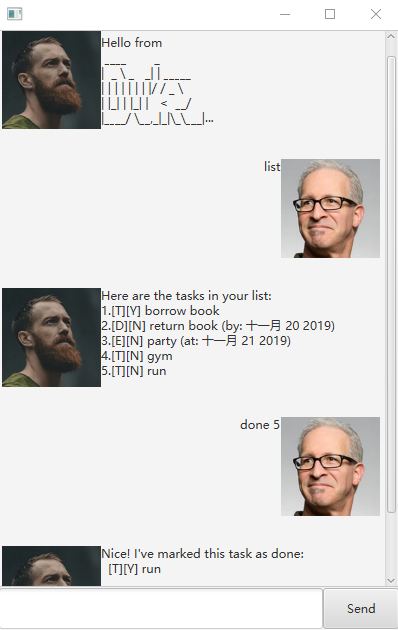 Hello from
 ____        _
|  _ \ _   _| | _____
| | | | | | | |/ / _ \
| |_| | |_| |   <  __/
|____/ \__,_|_|\_\___|...
list
Here are the tasks in your list:
1.[T][Y] borrow book
2.[D][N] return book (by: 十一月 20 2019)
3.[E][N] party (at: 十一月 21 2019)
4.[T][N] gym
5.[T][N] run
done 5
Nice! I've marked this task as done:
[T][Y] run
Send